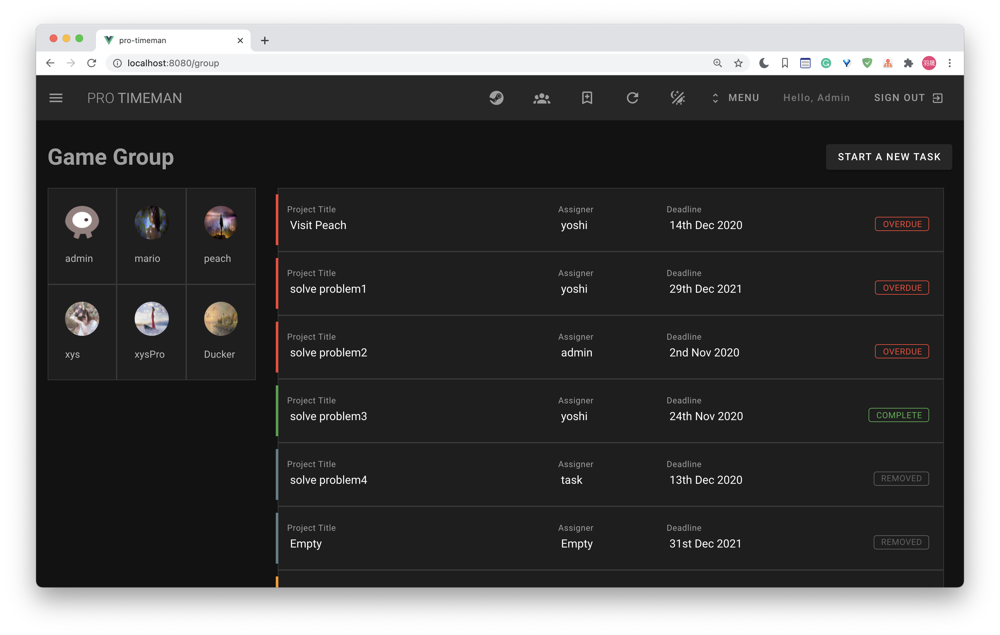 pro-timeman
localhost:8080/group
羽晟
PRO TIMEMAN
MENU
Hello, Admin
SIGN OUT
Game Group
START A NEW TASK
admin
mario
peach
xys
xysPro
Ducker
Project Title
Assigner
Deadline
Visit Peach
yoshi
14th Dec 2020
OVERDUE
Project Title
Assigner
Deadline
solve problem1
yoshi
29th Dec 2021
OVERDUE
Project Title
Assigner
Deadline
solve problem2
admin
2nd Nov 2020
OVERDUE
Project Title
Assigner
Deadline
solve problem3
yoshi
24th Nov 2020
COMPLETE
Project Title
Assigner
Deadline
solve problem4
task
13th Dec 2020
REMOVED
Project Title
Assigner
Deadline
Empty
Empty
31st Dec 2021
REMOVED